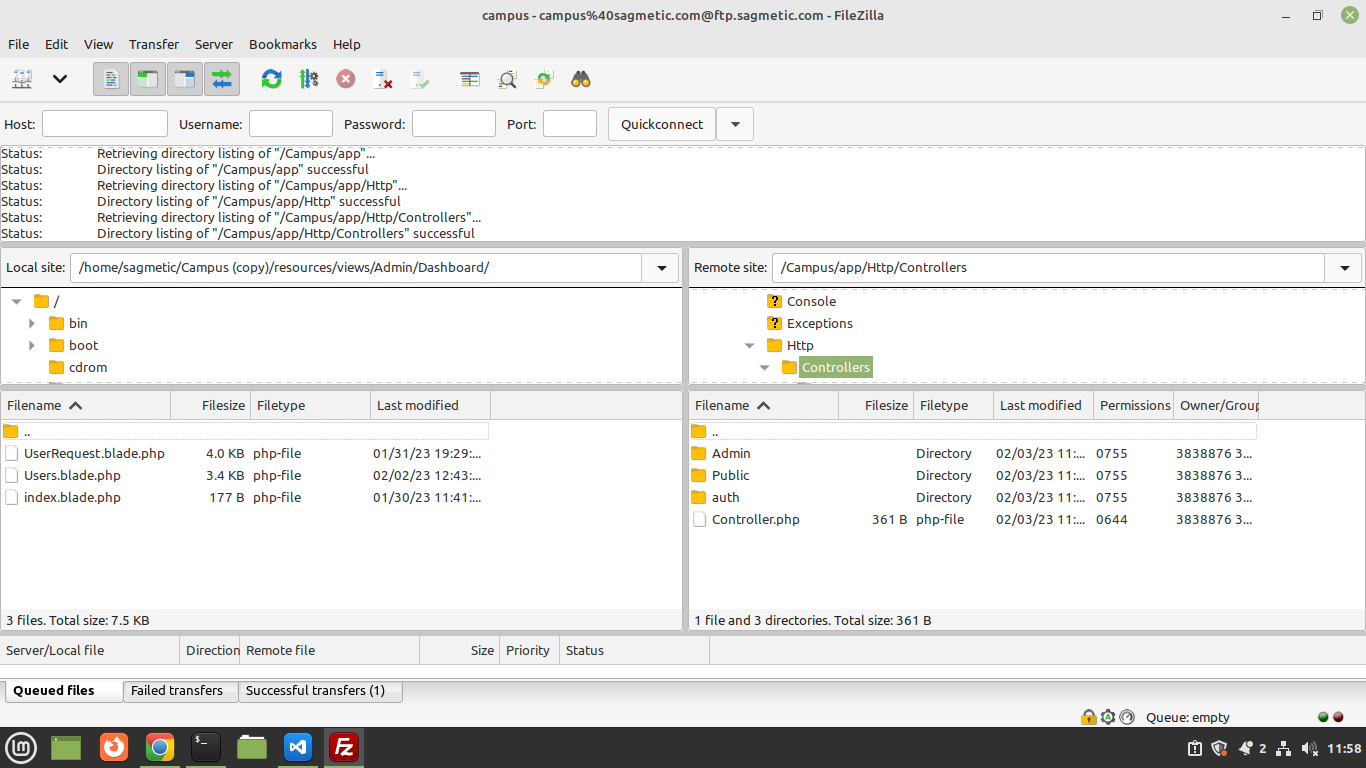 campus - campus%40sagmetic.com@ftp.sagmetic.com - FileZilla
File Edit View Transfer Server Bookmarks Help
Host: Username: Password: Port: Quickconnect
Status: Retrieving directory listing of "/Campus/app"...
Status: Directory listing of "/Campus/app" successful
Status: Retrieving directory listing of "/Campus/app/Http"...
Status: Directory listing of "/Campus/app/Http" successful
Status: Retrieving directory listing of "/Campus/app/Http/Controllers"...
Status: Directory listing of "/Campus/app/Http/Controllers" successful
Local site: /home/sagmetic/Campus (copy)/resources/views/Admin/Dashboard/
/
bin
boot
cdrom
Filename Filesize Filetype Last modified
..
UserRequest.blade.php 4.0 KB php-file 01/31/23 19:29:...
Users.blade.php 3.4 KB php-file 02/02/23 12:43:...
index.blade.php 177 B php-file 01/30/23 11:41:...
3 files. Total size: 7.5 KB
Remote site: /Campus/app/Http/Controllers
? Console
? Exceptions
Http
Controllers
Filename Filesize Filetype Last modified Permissions Owner/Group
..
Admin Directory 02/03/23 11:... 0755 3838876 3...
Public Directory 02/03/23 11:... 0755 3838876 3...
auth Directory 02/03/23 11:... 0755 3838876 3...
Controller.php 361 B php-file 02/03/23 11:... 0644 3838876 3...
1 file and 3 directories. Total size: 361 B
Server/Local file Direction Remote file Size Priority Status
Queued files Failed transfers Successful transfers (1)
Queue: empty
2 11:58